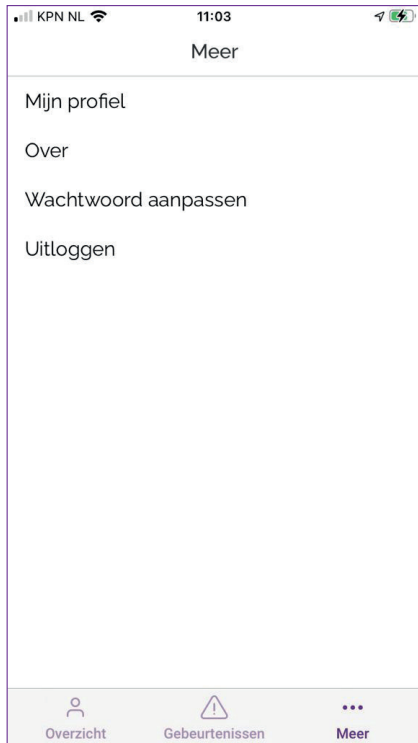 KPN NL 11:03
Meer
Mijn profiel
Over
Wachtwoord aanpassen
Uitloggen
Overzicht Gebeurtenissen Meer